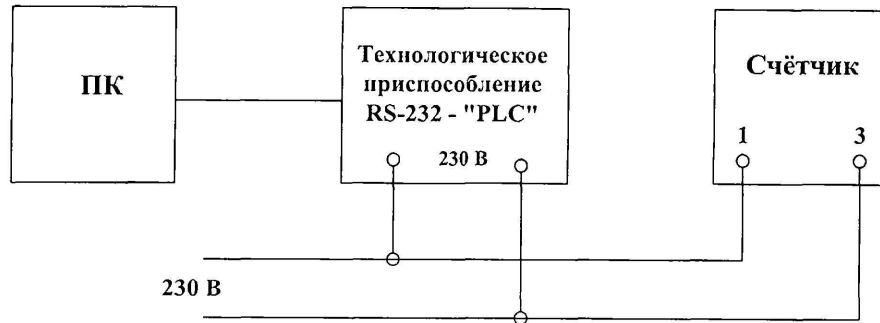 ПК
Технологическое
приспособление
RS-232 - "PLC"
230 В
Счётчик
1
3
230 В